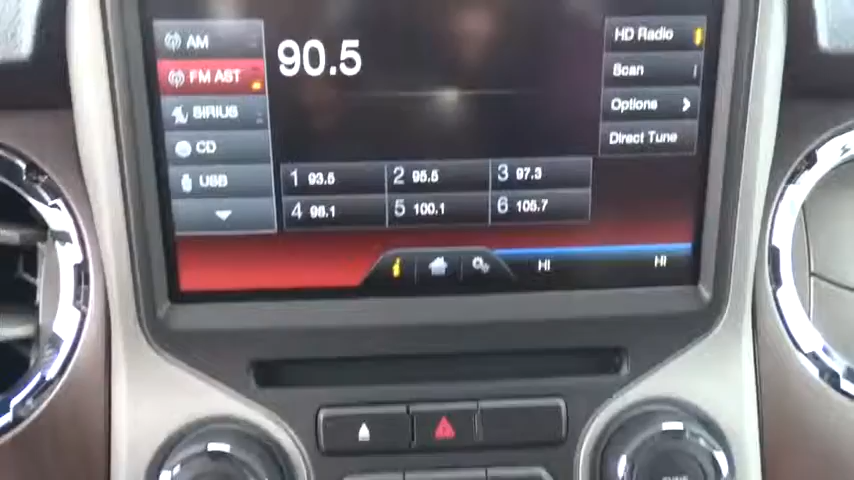 AM
FM AST
SIRIUS
CD
USB
90.5
HD Radio
Scan
Options
Direct Tune
1 93.5
2 95.5
3 97.3
4 98.1
5 100.1
6 105.7
HI
HI
TUNE